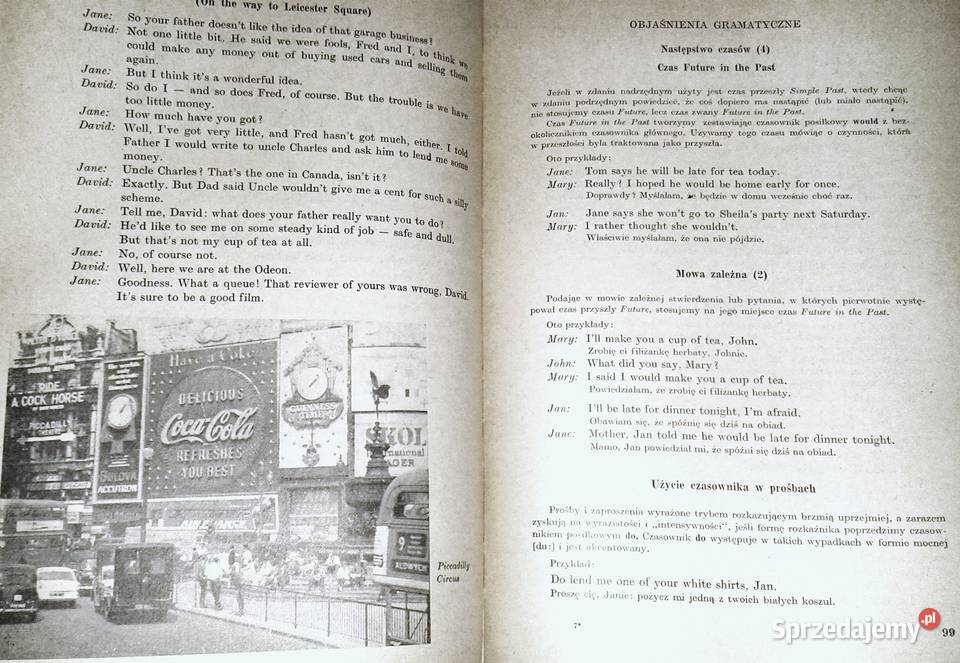 (On the way to Leicester Square)
Jane: So your father doesn't like the idea of that garage business?
David: Not one little bit. He said we were fools, Fred and I, to think we
could make any money out of buying used cars and selling them
again.
Jane: But I think it's a wonderful idea.
David: So do I — and so does Fred, of course. But the trouble is we have
too little money.
Jane: How much have you got?
David: Well, I've got very little, and Fred hasn't got much, either. I told
Father I would write to uncle Charles and ask him to lend me some
money.
Jane: Uncle Charles? That's the one in Canada, isn't it?
David: Exactly. But Dad said Uncle wouldn't give me a cent for such a silly
scheme.
Jane: Tell me, David: what does your father really want you to do?
David: He'd like to see me on some steady kind of job — safe and dull.
But that's not my cup of tea at all.
Jane: No, of course not.
David: Well, here we are at the Odeon.
Jane: Goodness. What a queue! That reviewer of yours was wrong, David.
It's sure to be a good film.
RIDE
A COCK HORSE
PICCADILLY
BULOVA
ACCUTRON
Have a Coke
DELICIOUS
Coca-Cola
REFRESHES
YOU BEST
GUINNESS
TIME
SKOL
international
LAGER
9
ALDWYCH
Piccadilly
Circus
OBJAŚNIENIA GRAMATYCZNE
Następstwo czasów (4)
Czas Future in the Past
Jeżeli w zdaniu nadrzędnym użyty jest czas przeszły Simple Past, wtedy chcąc
w zdaniu podrzędnym powiedzieć, że coś dopiero ma nastąpić (lub miało nastąpić),
nie stosujemy czasu Future, lecz czas zwany Future in the Past.
Czas Future in the Past tworzymy zestawiając czasownik posiłkowy would z bez-
okolicznikiem czasownika głównego. Używamy tego czasu mówiąc o czynności, która
w przeszłości była traktowana jako przyszła.
Oto przykłady:
Jane: Tom says he will be late for tea today.
Mary: Really? I hoped he would be home early for once.
Doprawdy? Myślałam, że będzie w domu wcześnie choć raz.
Jan: Jane says she won't go to Sheila's party next Saturday.
Mary: I rather thought she wouldn't.
Właściwie myślałam, że ona nie pójdzie.
Mowa zależna (2)
Podając w mowie zależnej stwierdzenia lub pytania, w których pierwotnie wystę-
pował czas przyszły Future, stosujemy na jego miejsce czas Future in the Past.
Oto przykłady:
Mary: I'll make you a cup of tea, John.
Zrobię ci filiżankę herbaty, Johnie.
John: What did you say, Mary?
Mary: I said I would make you a cup of tea.
Powiedziałam, że zrobię ci filiżankę herbaty.
Jan: I'll be late for dinner tonight, I'm afraid.
Obawiam się, że spóźnię się dziś na obiad.
Jane: Mother, Jan told me he would be late for dinner tonight.
Mamo, Jan powiedział mi, że spóźni się dziś na obiad.
Użycie czasownika w prośbach
Prośby i zaproszenia wyrażone trybem rozkazującym brzmią uprzejmiej, a zarazem
zyskują na wyrazistości i „intensywności”, jeśli formę rozkaźnika poprzedzimy czasow-
nikiem posiłkowym do. Czasownik do występuje w takich wypadkach w formie mocnej
[du:] i jest akcentowany.
Przykład:
Do lend me one of your white shirts, Jan.
Proszę cię, Janie: pożycz mi jedną z twoich białych koszul.
7*
99
Sprzedajemy.pl